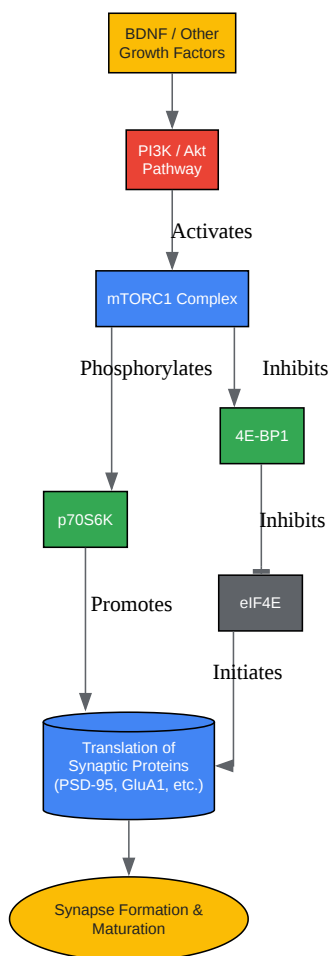 BDNF / Other
Growth Factors
PI3K / Akt
Pathway
Activates
mTORC1 Complex
Phosphorylates
Inhibits
4E-BP1
p70S6K
Inhibits
eIF4E
Promotes
Initiates
Translation of
Synaptic Proteins
(PSD-95, GluA1, etc.)
Synapse Formation &
Maturation